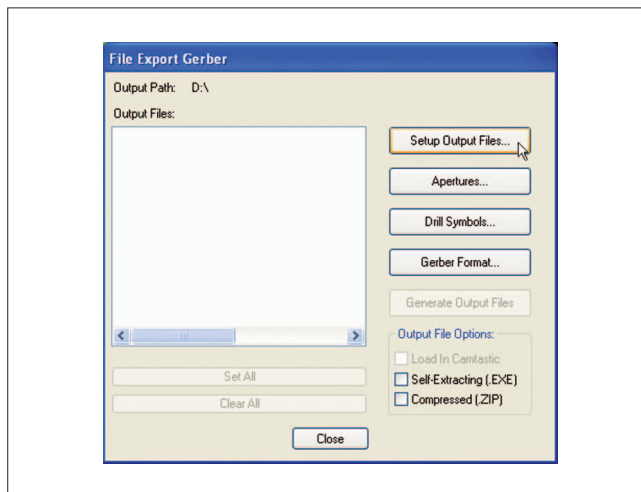 File Export Gerber
Output Path: D:\
Output Files:
Setup Output Files...
Apertures...
Drill Symbols...
Gerber Format...
Generate Output Files
Output File Options:
Load In Camtastic
Self-Extracting (.EXE)
Compressed (.ZIP)
Set All
Clear All
Close